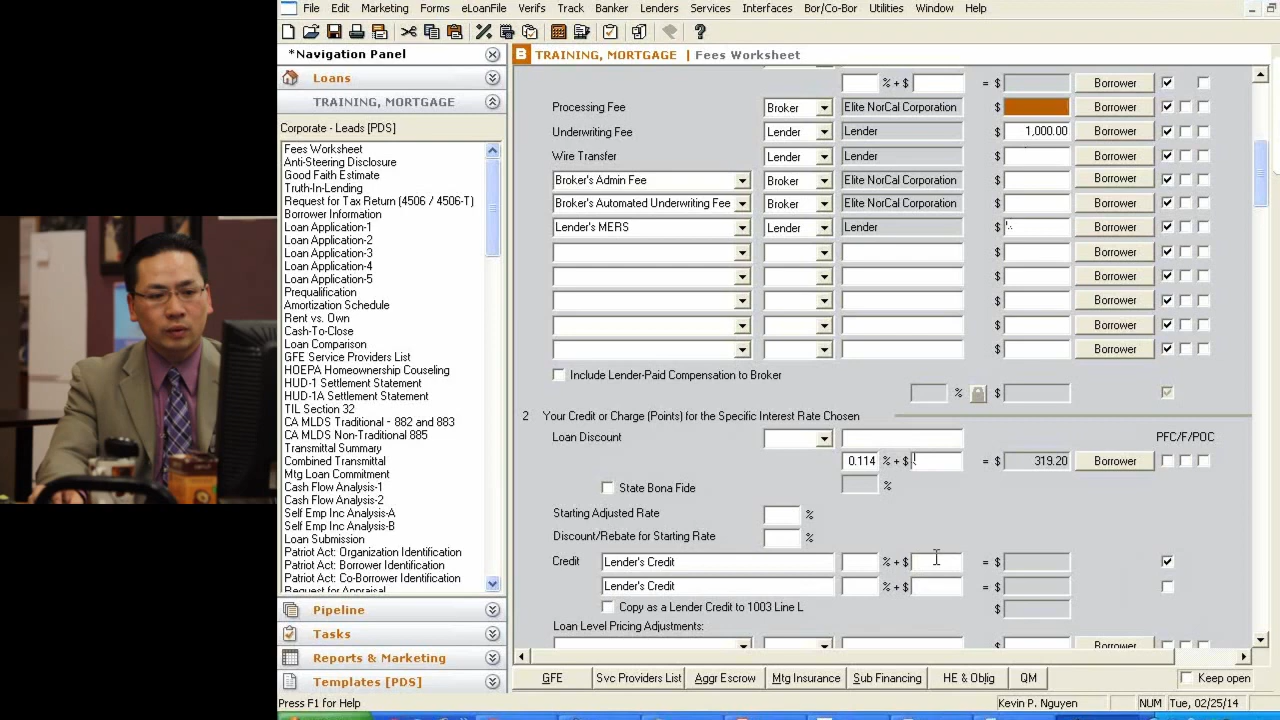 File Edit Marketing Forms eLoanFile Verifs Track Banker Lenders Services Interfaces Bor/Co-Bor Utilities Window Help
*Navigation Panel
Loans
TRAINING, MORTGAGE
Corporate - Leads [PDS]
Fees Worksheet
Anti-Steering Disclosure
Good Faith Estimate
Truth-In-Lending
Request for Tax Return (4506 / 4506-T)
Borrower Information
Loan Application-1
Loan Application-2
Loan Application-3
Loan Application-4
Loan Application-5
Prequalification
Amortization Schedule
Rent vs. Own
Cash-To-Close
Loan Comparison
GFE Service Providers List
HOEPA Homeownership Counseling
HUD-1 Settlement Statement
HUD-1A Settlement Statement
TIL Section 32
CA MLDS Traditional - 882 and 883
CA MLDS Non-Traditional 885
Transmittal Summary
Combined Transmittal
Mtg Loan Commitment
Cash Flow Analysis-1
Cash Flow Analysis-2
Self Emp Inc Analysis-A
Self Emp Inc Analysis-B
Loan Submission
Patriot Act: Organization Identification
Patriot Act: Borrower Identification
Patriot Act: Co-Borrower Identification
Request for Appraisal
Pipeline
Tasks
Reports & Marketing
Templates [PDS]
B TRAINING, MORTGAGE | Fees Worksheet
% + $ = $ Borrower
Processing Fee Broker Elite NorCal Corporation $ Borrower
Underwriting Fee Lender Lender $ 1,000.00 Borrower
Wire Transfer Lender Lender $ Borrower
Broker's Admin Fee Broker Elite NorCal Corporation $ Borrower
Broker's Automated Underwriting Fee Broker Elite NorCal Corporation $ Borrower
Lender's MERS Lender Lender $ Borrower
$ Borrower
$ Borrower
$ Borrower
$ Borrower
$ Borrower
Include Lender-Paid Compensation to Broker
% $
2 Your Credit or Charge (Points) for the Specific Interest Rate Chosen
Loan Discount PFC/F/POC
0.114 % + $ = $ 319.20 Borrower
State Bona Fide %
Starting Adjusted Rate %
Discount/Rebate for Starting Rate %
Credit Lender's Credit % + $ = $
Lender's Credit % + $ = $
Copy as a Lender Credit to 1003 Line L $
Loan Level Pricing Adjustments:
$ Borrower
GFE Svc Providers List Aggr Escrow Mtg Insurance Sub Financing HE & Oblig QM Keep open
Press F1 for Help Kevin P. Nguyen NUM Tue, 02/25/14